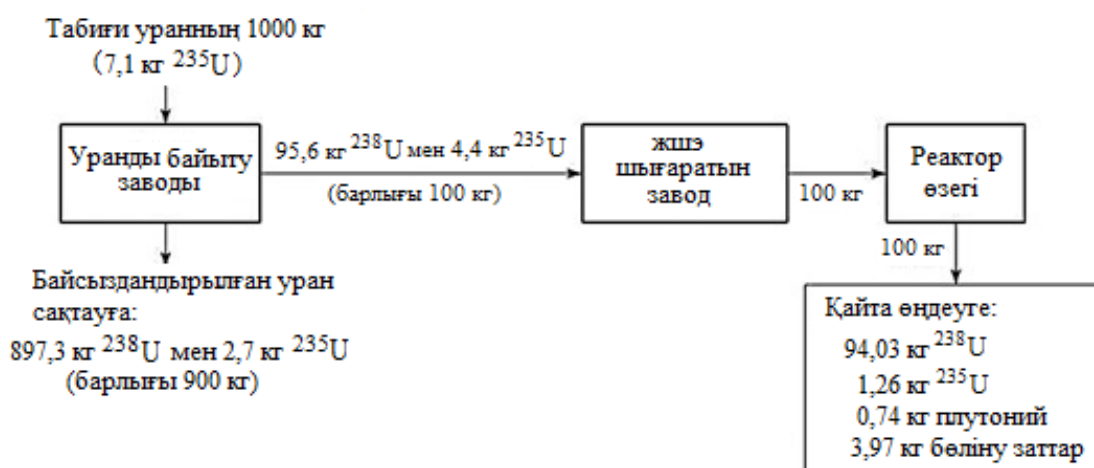 Табиғи уранның 1000 кг
(7,1 кг ²³⁵U)
Уранды байыту
заводы
95,6 кг ²³⁸U мен 4,4 кг ²³⁵U
(барлығы 100 кг)
жшэ
шығаратын
завод
100 кг
Реактор
өзегі
100 кг
Байсыздандырылған уран
сақтауға:
897,3 кг ²³⁸U мен 2,7 кг ²³⁵U
(барлығы 900 кг)
Қайта өңдеуге:
94,03 кг ²³⁸U
1,26 кг ²³⁵U
0,74 кг плутоний
3,97 кг бөліну заттар